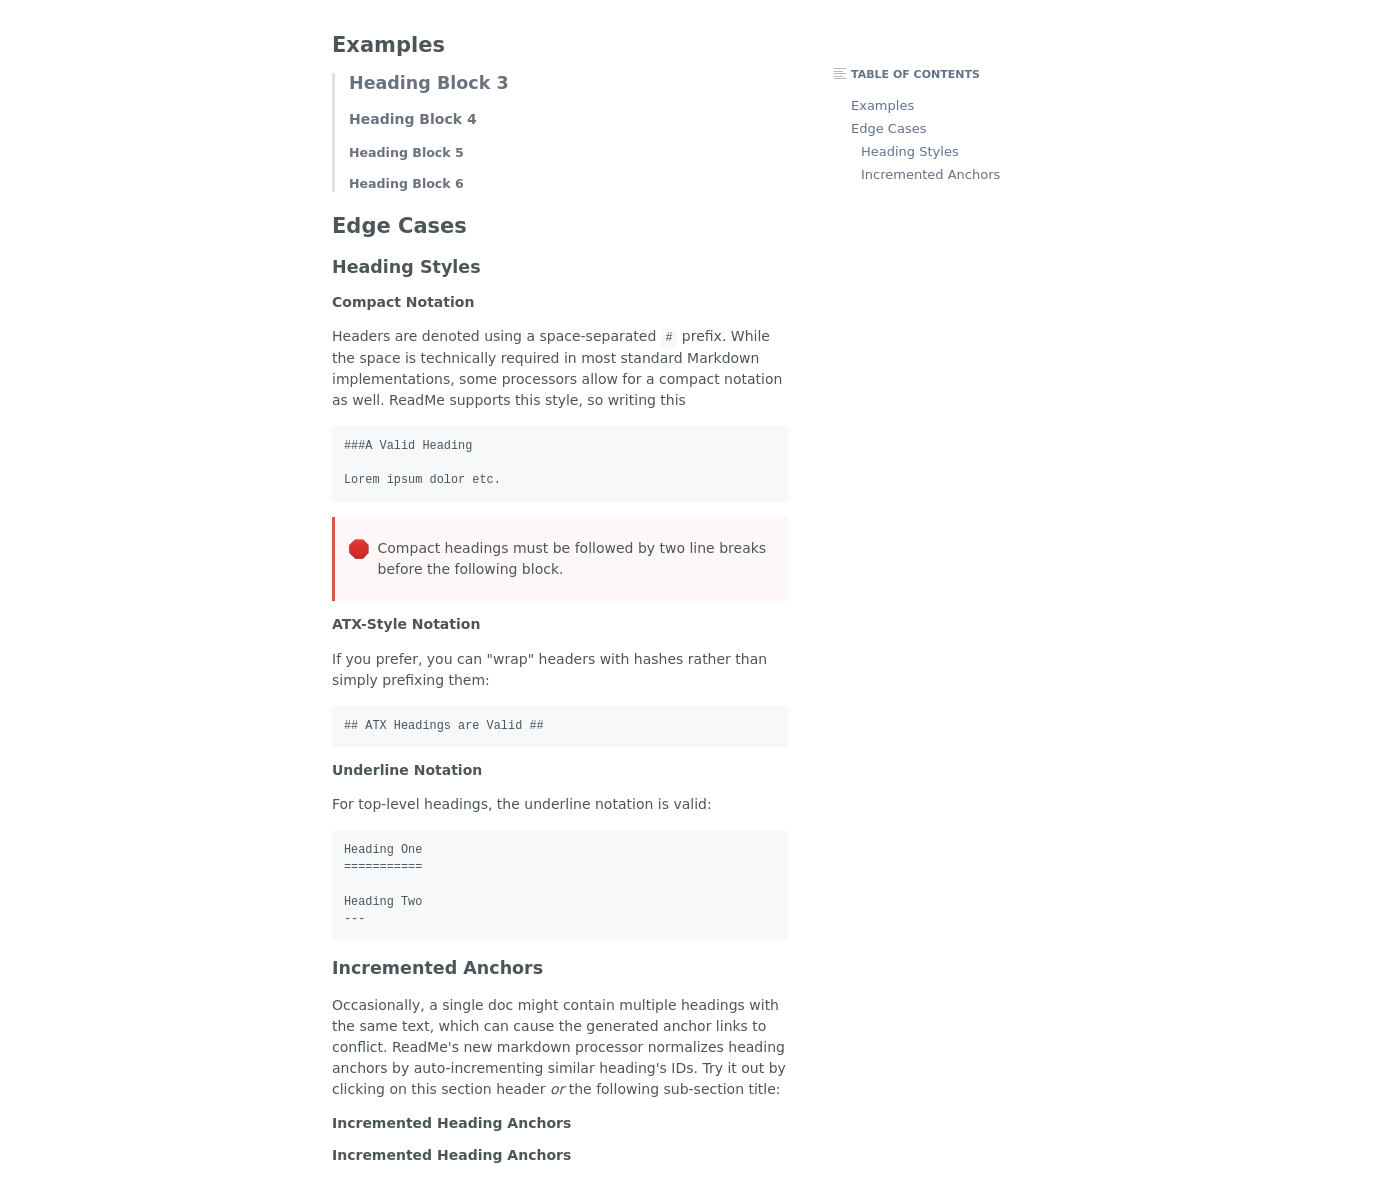 Examples
Heading Block 3
Heading Block 4
Heading Block 5
Heading Block 6
Edge Cases
Heading Styles
Compact Notation
Headers are denoted using a space-separated # prefix. While
the space is technically required in most standard Markdown
implementations, some processors allow for a compact notation
as well. ReadMe supports this style, so writing this
###A Valid Heading
Lorem ipsum dolor etc.
Compact headings must be followed by two line breaks
before the following block.
ATX-Style Notation
If you prefer, you can "wrap" headers with hashes rather than
simply prefixing them:
## ATX Headings are Valid ##
Underline Notation
For top-level headings, the underline notation is valid:
Heading One
===========
Heading Two
---
Incremented Anchors
Occasionally, a single doc might contain multiple headings with
the same text, which can cause the generated anchor links to
conflict. ReadMe's new markdown processor normalizes heading
anchors by auto-incrementing similar heading's IDs. Try it out by
clicking on this section header or the following sub-section title:
Incremented Heading Anchors
Incremented Heading Anchors
TABLE OF CONTENTS
Examples
Edge Cases
Heading Styles
Incremented Anchors